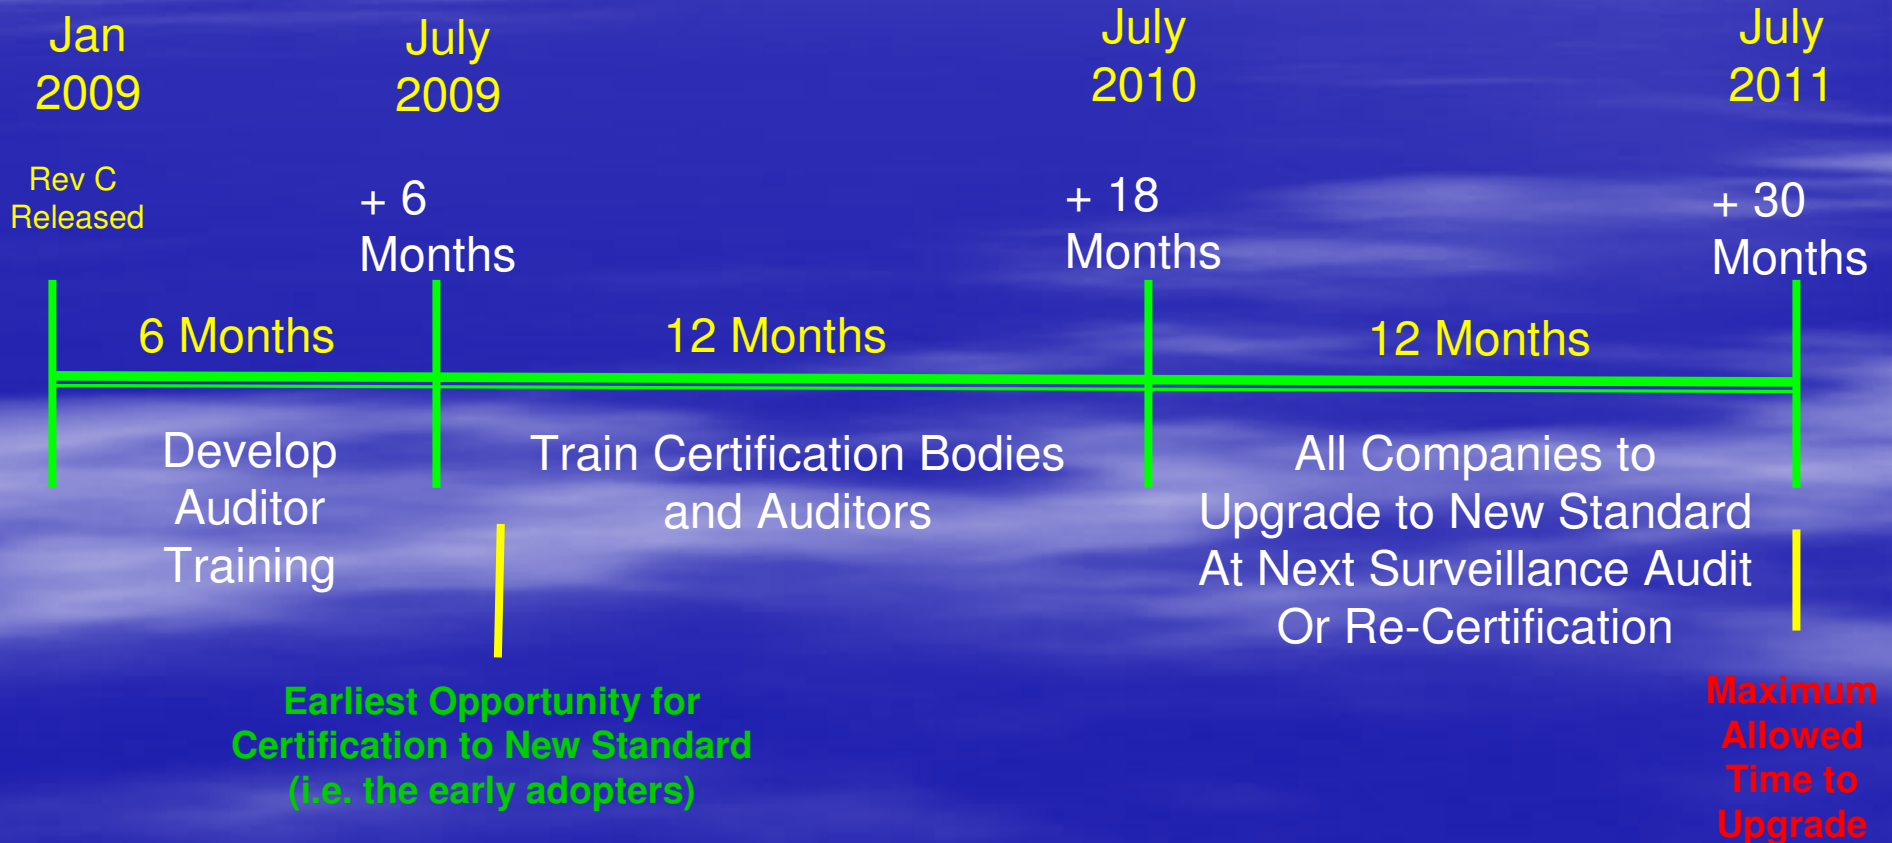 Jan
2009
July
2009
July
2010
July
2011
Rev C
Released
+ 6
Months
+ 18
Months
+ 30
Months
6 Months
12 Months
12 Months
Develop
Auditor
Training
Train Certification Bodies
and Auditors
All Companies to
Upgrade to New Standard
At Next Surveillance Audit
Or Re-Certification
Earliest Opportunity for
Certification to New Standard
(i.e. the early adopters)
Maximum
Allowed
Time to
Upgrade